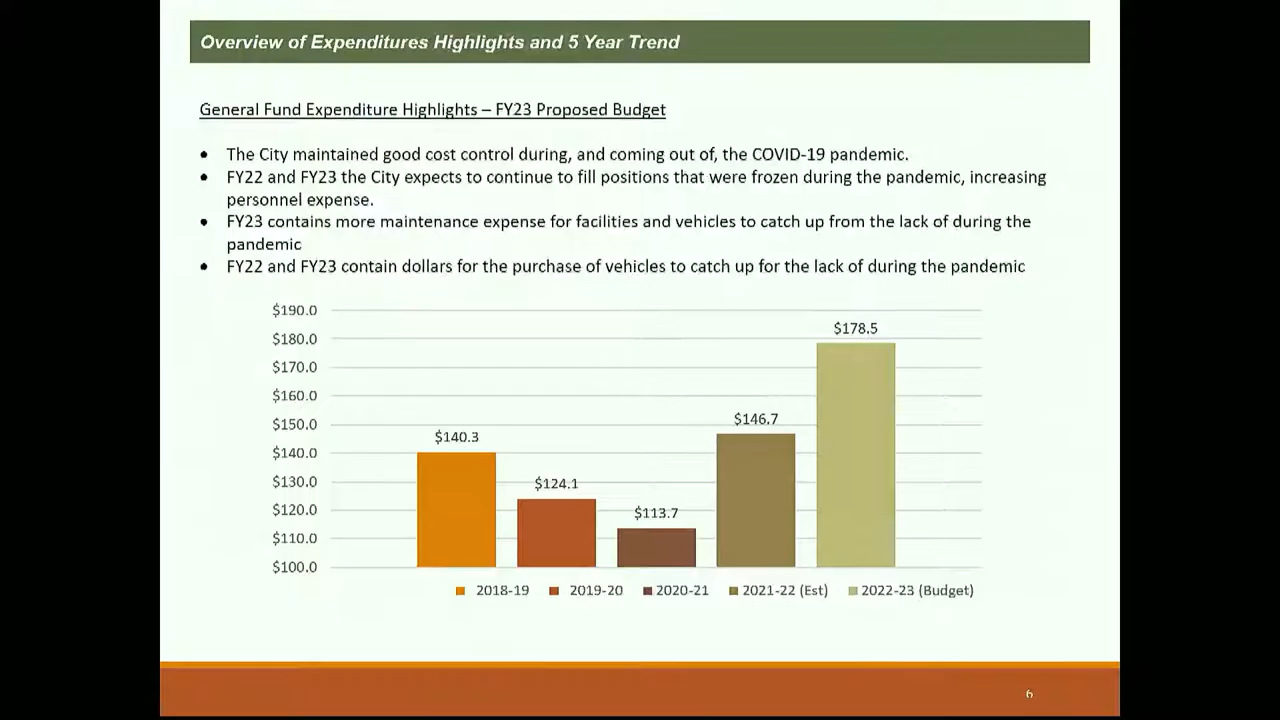 Overview of Expenditures Highlights and 5 Year Trend
General Fund Expenditure Highlights – FY23 Proposed Budget
• The City maintained good cost control during, and coming out of, the COVID-19 pandemic.
• FY22 and FY23 the City expects to continue to fill positions that were frozen during the pandemic, increasing
personnel expense.
• FY23 contains more maintenance expense for facilities and vehicles to catch up from the lack of during the
pandemic
• FY22 and FY23 contain dollars for the purchase of vehicles to catch up for the lack of during the pandemic
$190.0
$178.5
$180.0
$170.0
$160.0
$150.0
$146.7
$140.3
$140.0
$130.0
$124.1
$120.0
$113.7
$110.0
$100.0
2018-19 2019-20 2020-21 2021-22 (Est) 2022-23 (Budget)
6